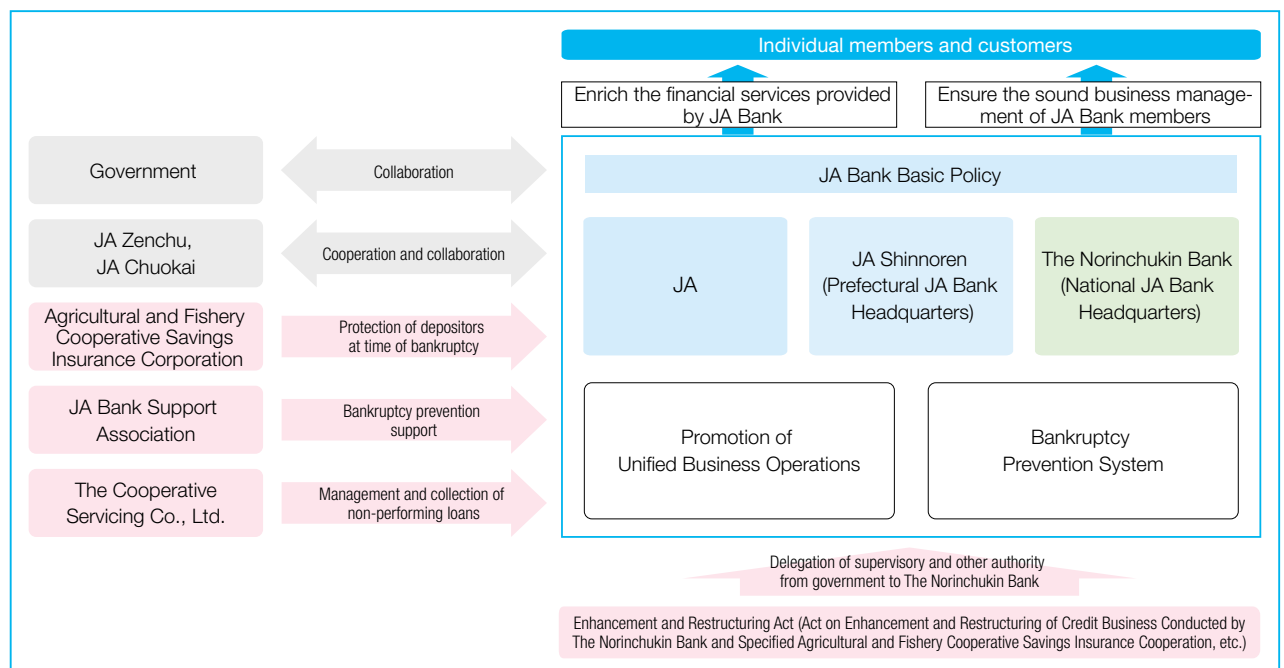 Individual members and customers
Enrich the financial services provided
by JA Bank
Ensure the sound business manage-
ment of JA Bank members
Government
Collaboration
JA Bank Basic Policy
JA Zenchu,
JA Chuokai
Cooperation and collaboration
JA
JA Shinnoren
(Prefectural JA Bank
Headquarters)
The Norinchukin Bank
(National JA Bank
Headquarters)
Agricultural and Fishery
Cooperative Savings
Insurance Corporation
Protection of depositors
at time of bankruptcy
JA Bank Support
Association
Bankruptcy prevention
support
Promotion of
Unified Business Operations
Bankruptcy
Prevention System
The Cooperative
Servicing Co., Ltd.
Management and collection of
non-performing loans
Delegation of supervisory and other authority
from government to The Norinchukin Bank
Enhancement and Restructuring Act (Act on Enhancement and Restructuring of Credit Business Conducted by
The Norinchukin Bank and Specified Agricultural and Fishery Cooperative Savings Insurance Cooperation, etc.)